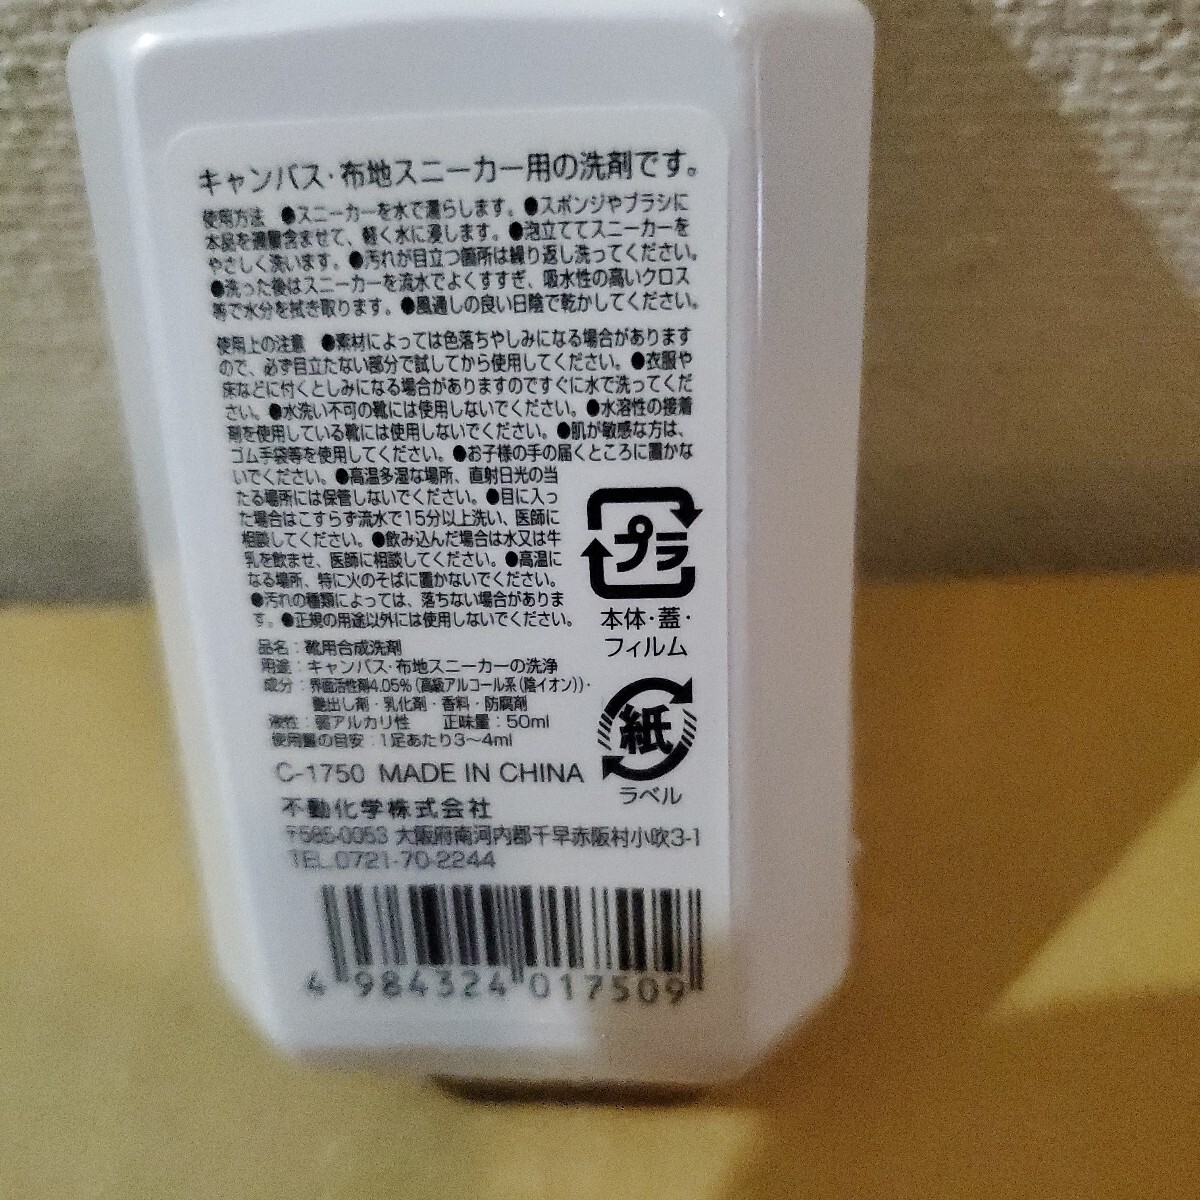 キャンバス・布地スニーカー用の洗剤です。
使用方法 ●スニーカーを水で濡らします。●スポンジやブラシに
本品を適量含ませて、軽く水に浸します。●泡立ててスニーカーを
やさしく洗います。●汚れが目立つ箇所は繰り返し洗ってください。
●洗った後はスニーカーを流水でよくすすぎ、吸水性の高いクロス
等で水分を拭き取ります。●風通しの良い日陰で乾かしてください。
使用上の注意 ●素材によっては色落ちやしみになる場合があります
ので、必ず目立たない部分で試してから使用してください。●衣服や
床などに付くとしみになる場合がありますのですぐに水で洗ってくだ
さい。●水洗い不可の靴には使用しないでください。●水溶性の接着
剤を使用している靴には使用しないでください。●肌が敏感な方は、
ゴム手袋等を使用してください。●お子様の手の届くところに置かな
いでください。●高温多湿な場所、直射日光の当
たる場所には保管しないでください。●目に入っ
た場合はこすらず流水で15分以上洗い、医師に
相談してください。●飲み込んだ場合は水又は牛
乳を飲ませ、医師に相談してください。●高温に
なる場所、特に火のそばに置かないでください。
●汚れの種類によっては、落ちない場合がありま
す。●正規の用途以外には使用しないでください。
プラ
本体・蓋・
フィルム
品名:靴用合成洗剤
用途:キャンバス・布地スニーカーの洗浄
成分:界面活性剤4.05%(高級アルコール系(陰イオン))・
艶出し剤・乳化剤・香料・防腐剤
液性:弱アルカリ性 正味量:50ml
使用量の目安:1足あたり3〜4ml
紙
ラベル
C-1750 MADE IN CHINA
不動化学株式会社
〒585-0053 大阪府南河内郡千早赤阪村小吹3-1
TEL.0721-70-2244
4 984324 017509